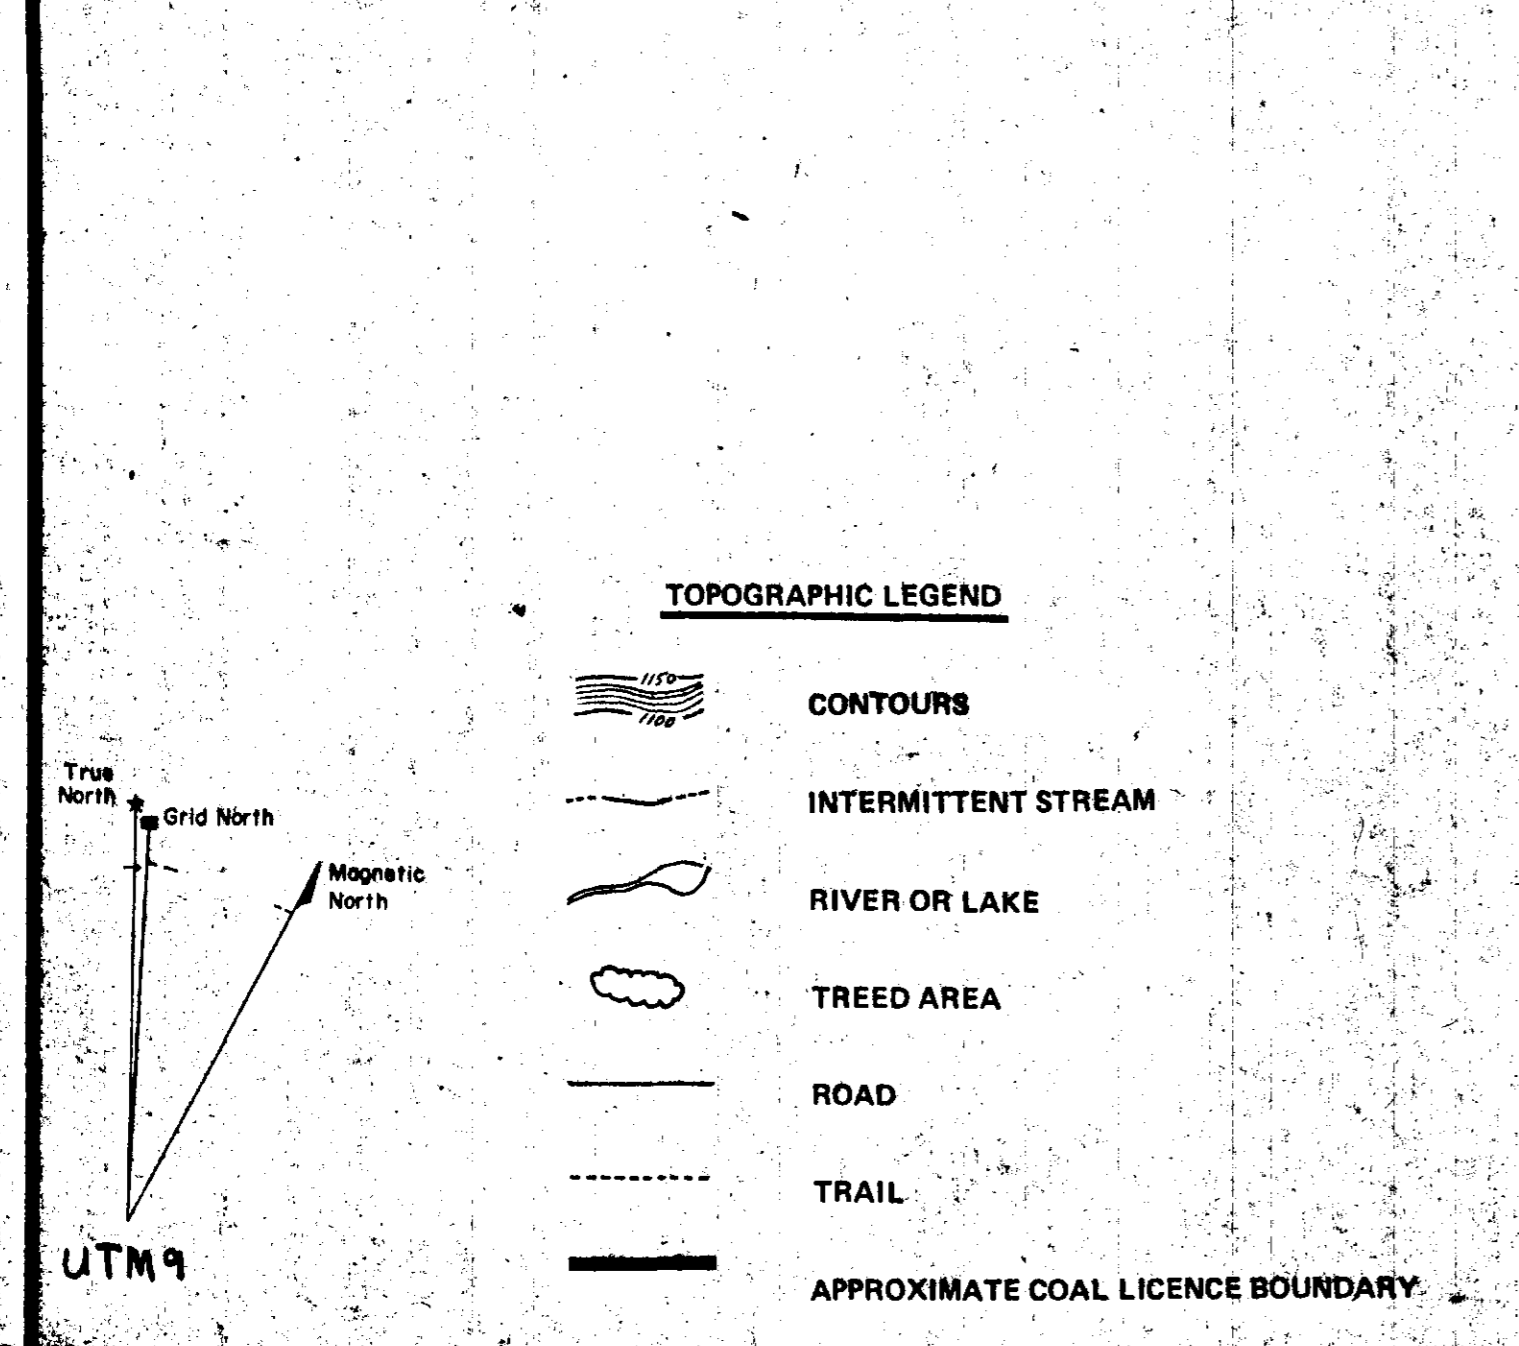 TOPOGRAPHIC LEGEND
1150
1100
CONTOURS
INTERMITTENT STREAM
RIVER OR LAKE
TREED AREA
ROAD
TRAIL
APPROXIMATE COAL LICENCE BOUNDARY
True
North
Grid North
Magnetic
North
UTM 9